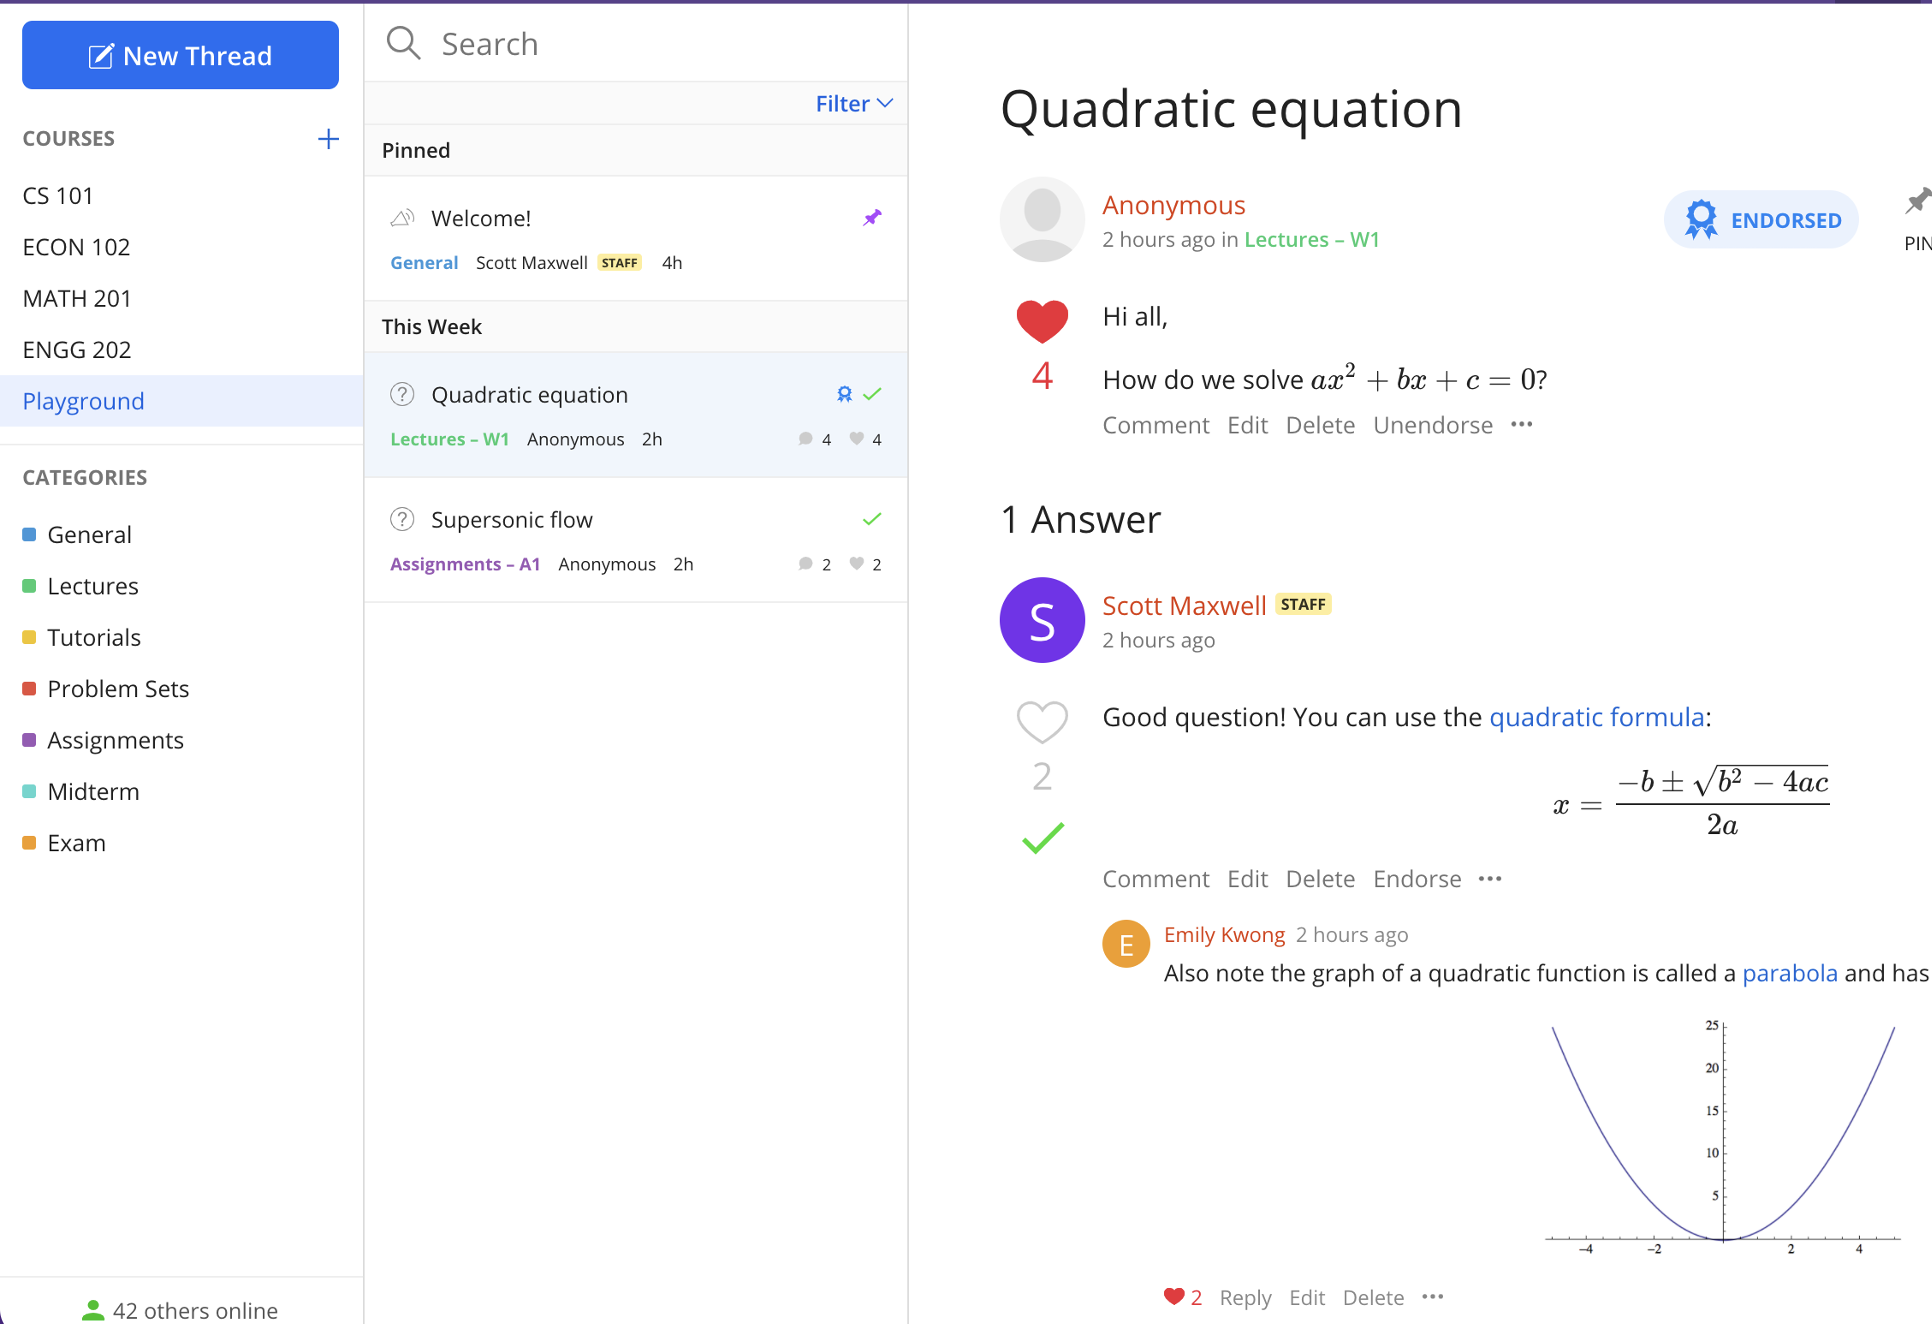 New Thread
COURSES
CS 101
ECON 102
MATH 201
ENGG 202
Playground
CATEGORIES
General
Lectures
Tutorials
Problem Sets
Assignments
Midterm
Exam
42 others online
Search
Filter
Pinned
Welcome!
General Scott Maxwell STAFF 4h
This Week
Quadratic equation
Lectures – W1 Anonymous 2h 4 4
Supersonic flow
Assignments – A1 Anonymous 2h 2 2
Quadratic equation
Anonymous
2 hours ago in Lectures – W1
ENDORSED
PIN
4
Hi all,
How do we solve ax² + bx + c = 0?
Comment Edit Delete Unendorse ···
1 Answer
S
Scott Maxwell STAFF
2 hours ago
2
Good question! You can use the quadratic formula:
x = (−b ± √(b² − 4ac)) / 2a
Comment Edit Delete Endorse ···
E
Emily Kwong 2 hours ago
Also note the graph of a quadratic function is called a parabola and has
25
20
15
10
5
−4 −2 2 4
2 Reply Edit Delete ···